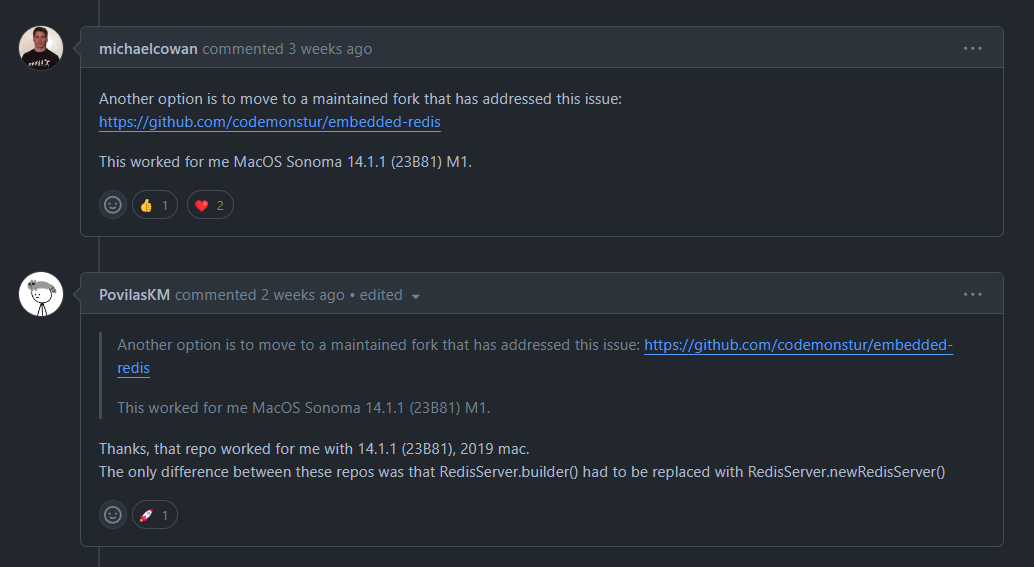 michaelcowan commented 3 weeks ago
Another option is to move to a maintained fork that has addressed this issue:
https://github.com/codemonstur/embedded-redis
This worked for me MacOS Sonoma 14.1.1 (23B81) M1.
1 2
PovilasKM commented 2 weeks ago • edited
Another option is to move to a maintained fork that has addressed this issue: https://github.com/codemonstur/embedded-
redis
This worked for me MacOS Sonoma 14.1.1 (23B81) M1.
Thanks, that repo worked for me with 14.1.1 (23B81), 2019 mac.
The only difference between these repos was that RedisServer.builder() had to be replaced with RedisServer.newRedisServer()
1